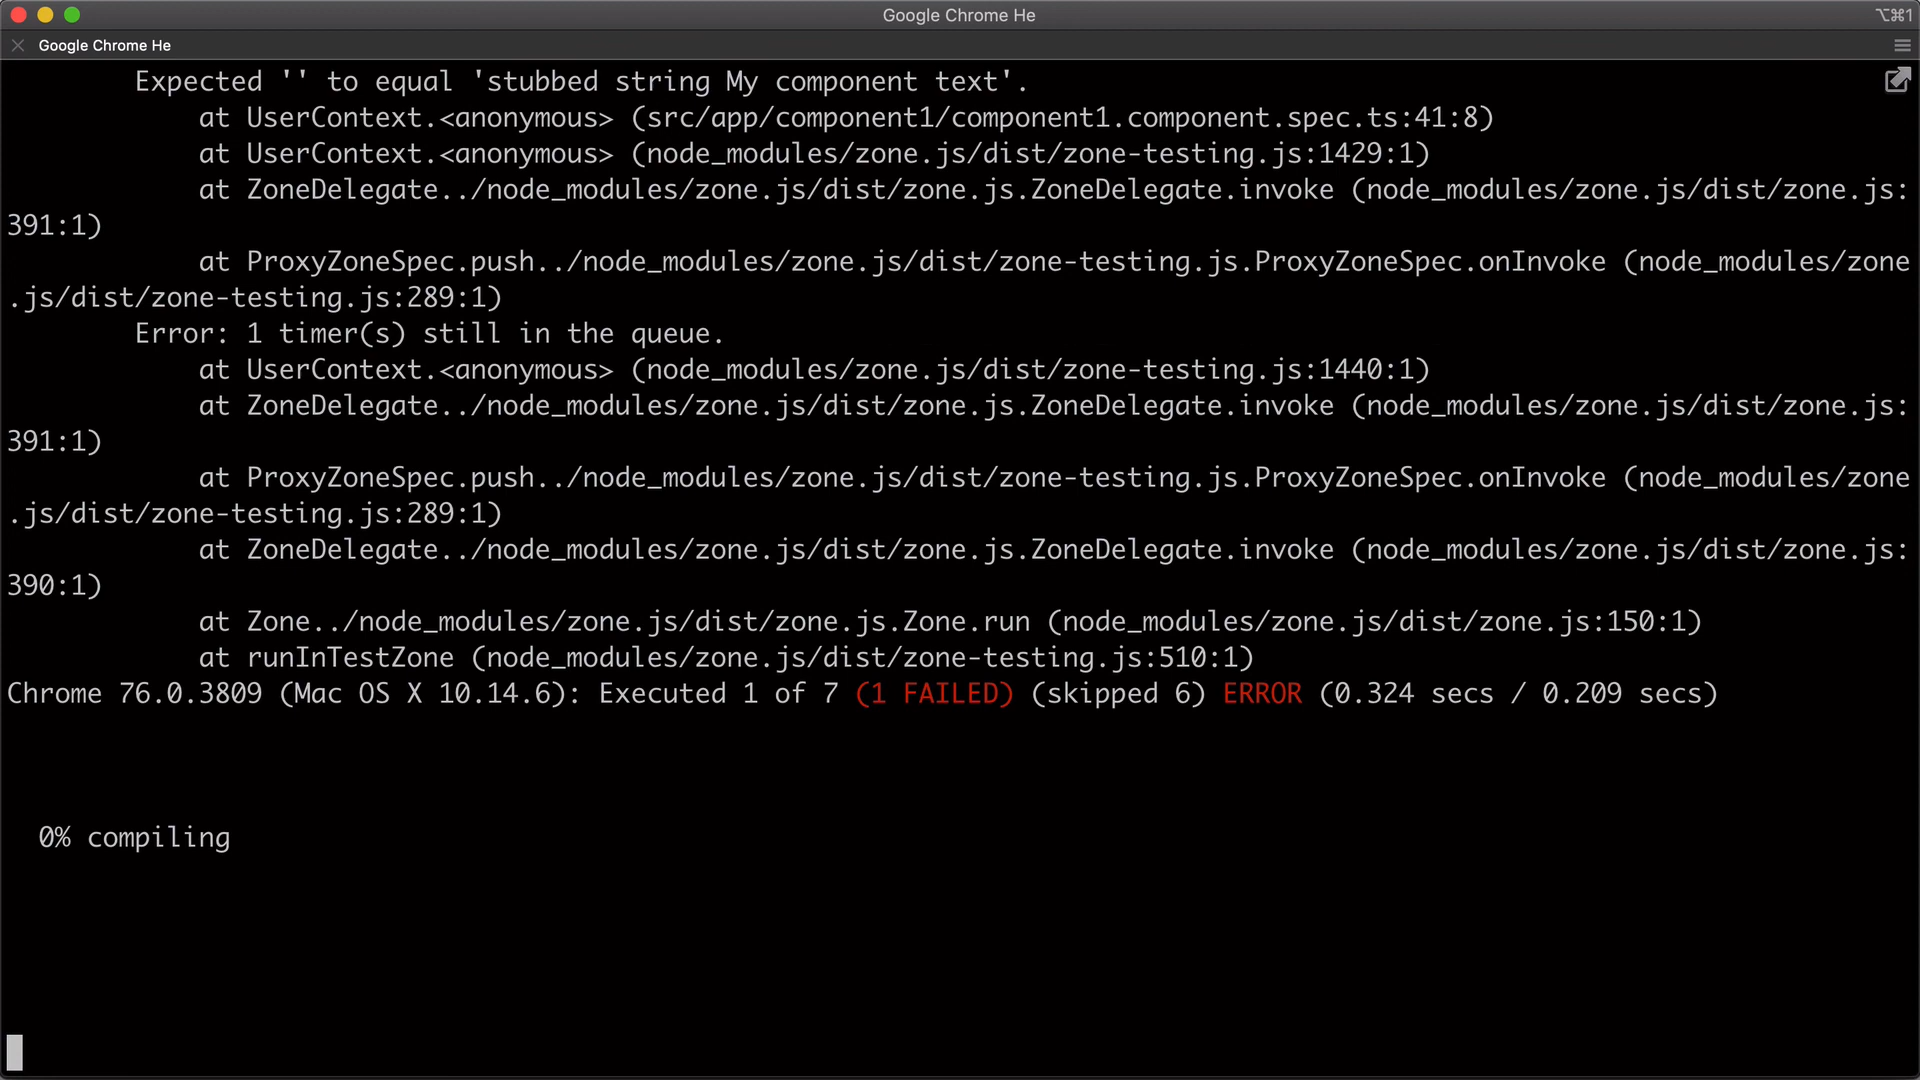 Google Chrome He
⌥⌘1
Google Chrome He
Expected '' to equal 'stubbed string My component text'.
at UserContext.<anonymous> (src/app/component1/component1.component.spec.ts:41:8)
at UserContext.<anonymous> (node_modules/zone.js/dist/zone-testing.js:1429:1)
at ZoneDelegate../node_modules/zone.js/dist/zone.js.ZoneDelegate.invoke (node_modules/zone.js/dist/zone.js:
391:1)
at ProxyZoneSpec.push../node_modules/zone.js/dist/zone-testing.js.ProxyZoneSpec.onInvoke (node_modules/zone
.js/dist/zone-testing.js:289:1)
Error: 1 timer(s) still in the queue.
at UserContext.<anonymous> (node_modules/zone.js/dist/zone-testing.js:1440:1)
at ZoneDelegate../node_modules/zone.js/dist/zone.js.ZoneDelegate.invoke (node_modules/zone.js/dist/zone.js:
391:1)
at ProxyZoneSpec.push../node_modules/zone.js/dist/zone-testing.js.ProxyZoneSpec.onInvoke (node_modules/zone
.js/dist/zone-testing.js:289:1)
at ZoneDelegate../node_modules/zone.js/dist/zone.js.ZoneDelegate.invoke (node_modules/zone.js/dist/zone.js:
390:1)
at Zone../node_modules/zone.js/dist/zone.js.Zone.run (node_modules/zone.js/dist/zone.js:150:1)
at runInTestZone (node_modules/zone.js/dist/zone-testing.js:510:1)
Chrome 76.0.3809 (Mac OS X 10.14.6): Executed 1 of 7 (1 FAILED) (skipped 6) ERROR (0.324 secs / 0.209 secs)
0% compiling